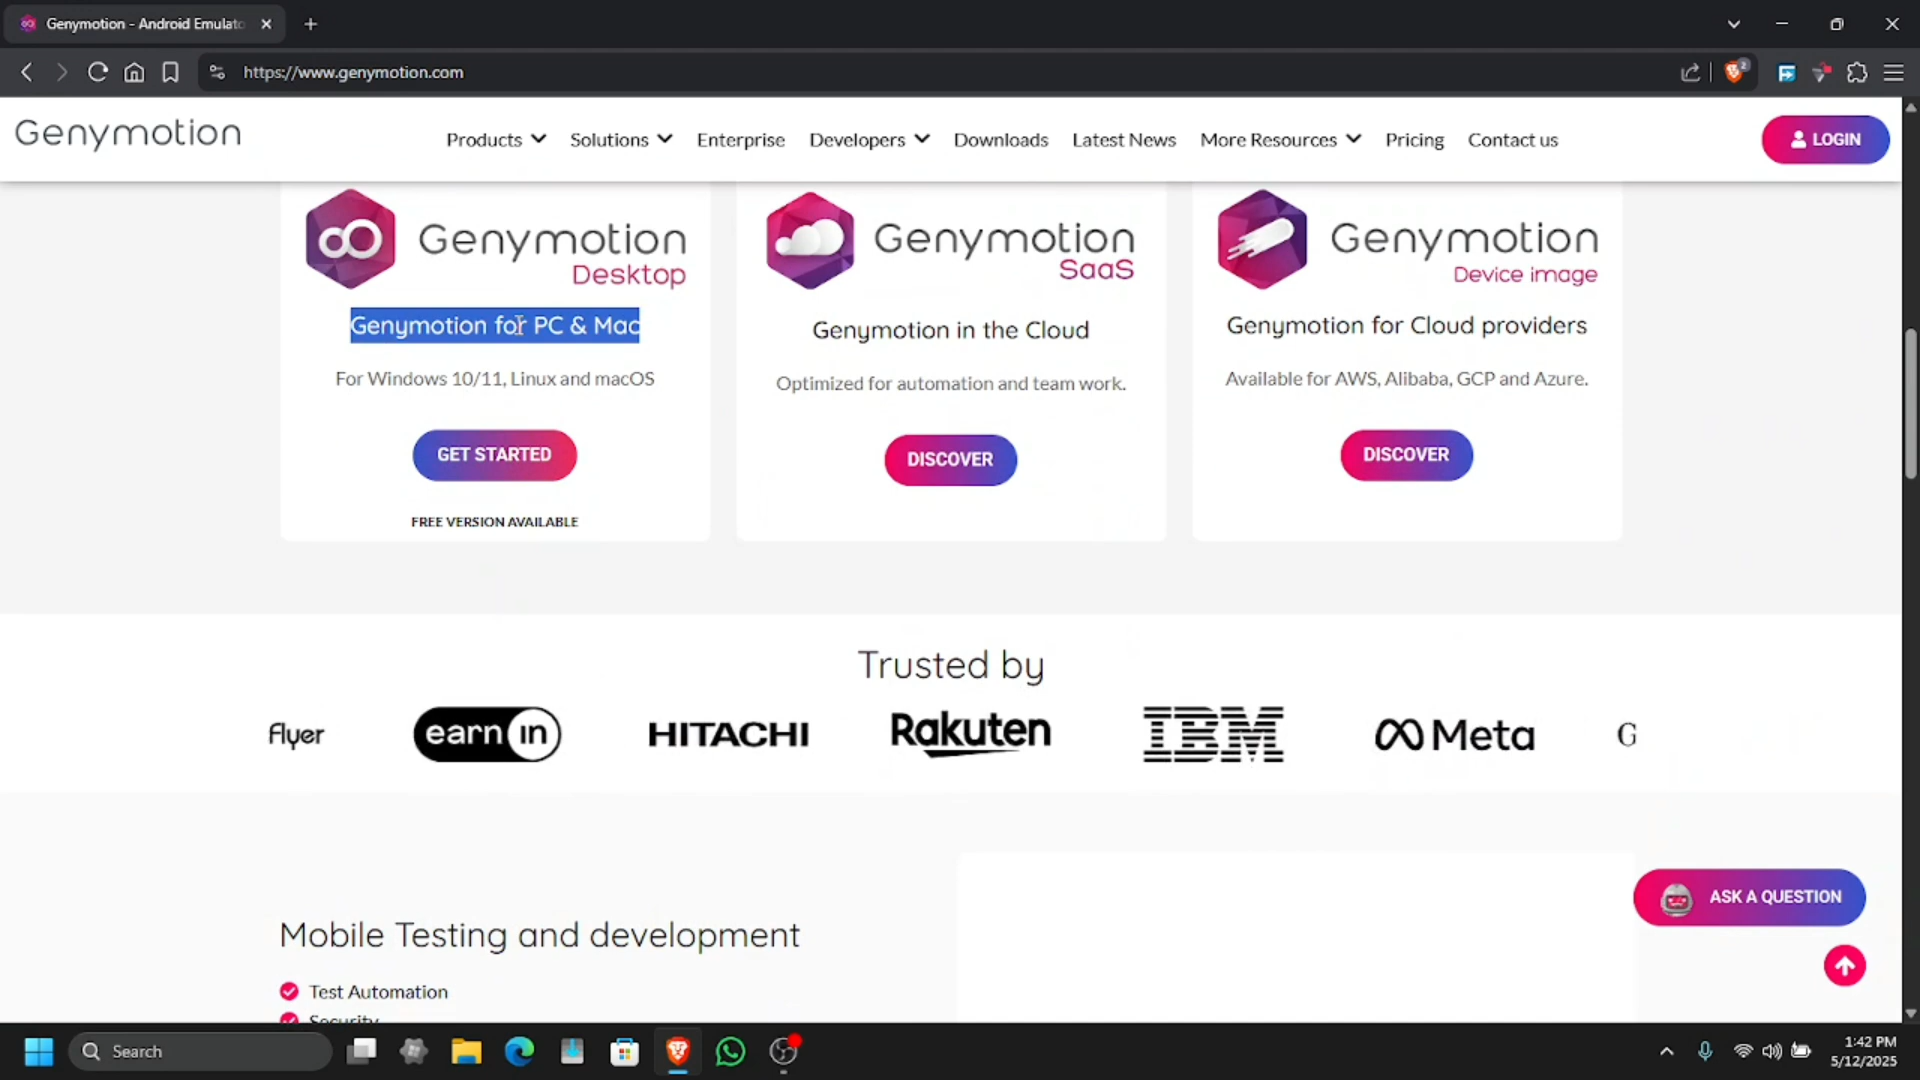 Genymotion - Android Emulato
https://www.genymotion.com
2
Genymotion
Products
Solutions
Enterprise
Developers
Downloads
Latest News
More Resources
Pricing
Contact us
LOGIN
Genymotion
Desktop
Genymotion for PC & Mac
For Windows 10/11, Linux and macOS
GET STARTED
FREE VERSION AVAILABLE
Genymotion
SaaS
Genymotion in the Cloud
Optimized for automation and team work.
DISCOVER
Genymotion
Device image
Genymotion for Cloud providers
Available for AWS, Alibaba, GCP and Azure.
DISCOVER
Trusted by
Flyer
earn in
HITACHI
Rakuten
IBM
Meta
G
Mobile Testing and development
Test Automation
Security
ASK A QUESTION
Search
1:42 PM
5/12/2025